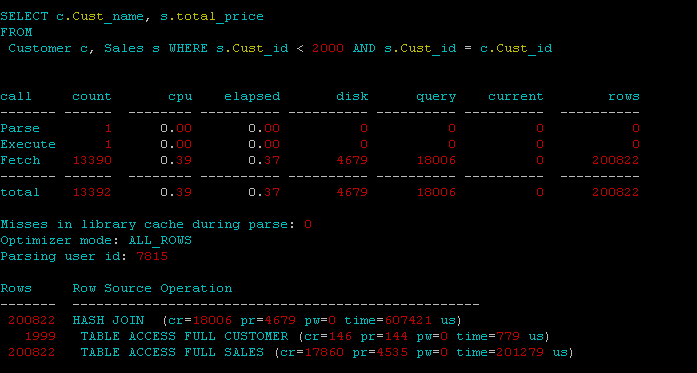 SELECT c.Cust_name, s.total_price
FROM
Customer c, Sales s WHERE s.Cust_id < 2000 AND s.Cust_id = c.Cust_id
call count cpu elapsed disk query current rows
------- ------ -------- ---------- ---------- ---------- ---------- ----------
Parse 1 0.00 0.00 0 0 0 0
Execute 1 0.00 0.00 0 0 0 0
Fetch 13390 0.39 0.37 4679 18006 0 200822
------- ------ -------- ---------- ---------- ---------- ---------- ----------
total 13392 0.39 0.37 4679 18006 0 200822
Misses in library cache during parse: 0
Optimizer mode: ALL_ROWS
Parsing user id: 7815
Rows Row Source Operation
------- ---------------------------------------------------
200822 HASH JOIN (cr=18006 pr=4679 pw=0 time=607421 us)
1999 TABLE ACCESS FULL CUSTOMER (cr=146 pr=144 pw=0 time=779 us)
200822 TABLE ACCESS FULL SALES (cr=17860 pr=4535 pw=0 time=201279 us)